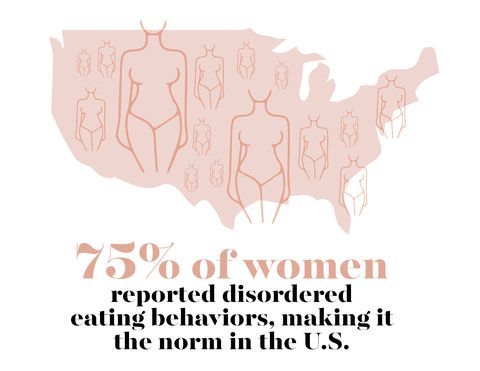 75% of women
reported disordered
eating behaviors, making it
the norm in the U.S.